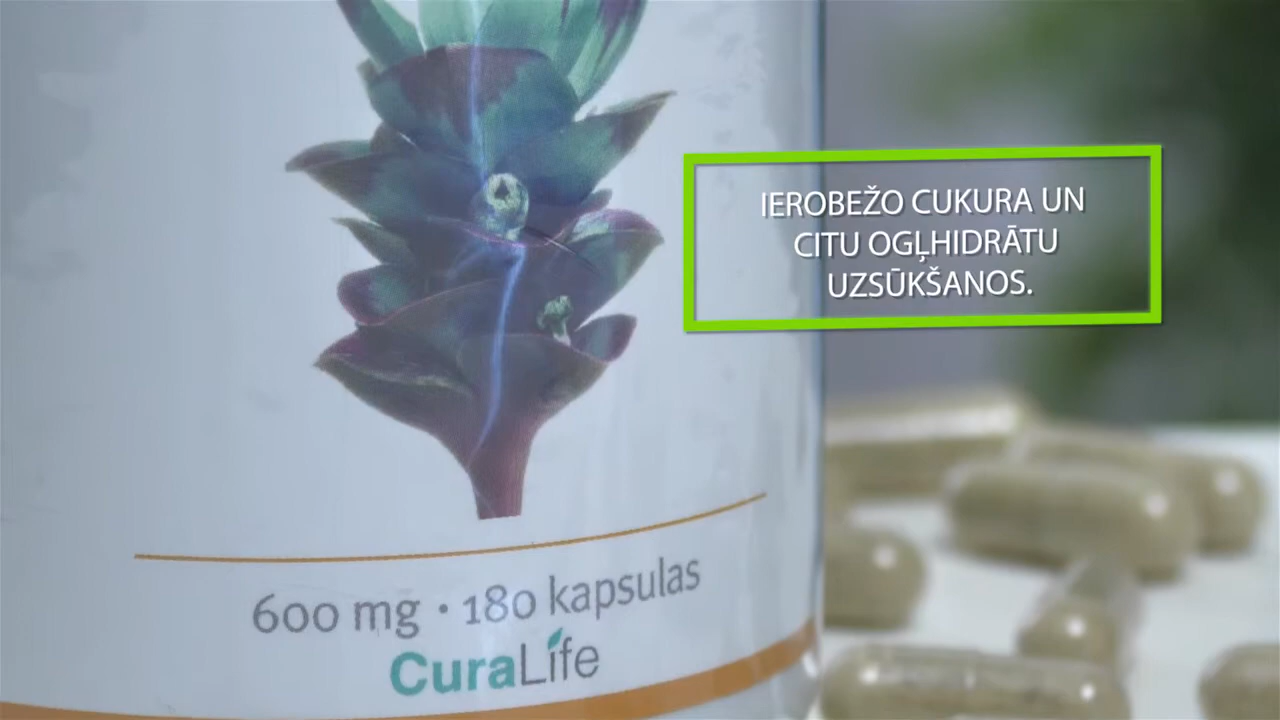 IEROBEŽO CUKURA UN
CITU OGĻHIDRĀTU
UZSŪKŠANOS.
600 mg · 180 kapsulas
CuraLife